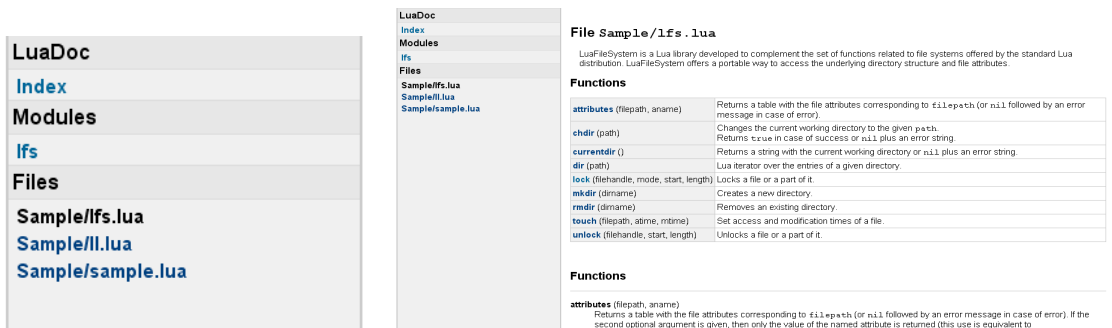 LuaDoc
Index
Modules
lfs
Files
Sample/lfs.lua
Sample/ll.lua
Sample/sample.lua
LuaDoc
Index
Modules
lfs
Files
Sample/lfs.lua
Sample/ll.lua
Sample/sample.lua
File Sample/lfs.lua
LuaFileSystem is a Lua library developed to complement the set of functions related to file systems offered by the standard Lua
distribution. LuaFileSystem offers a portable way to access the underlying directory structure and file attributes.
Functions
attributes (filepath, aname) Returns a table with the file attributes corresponding to filepath (or nil followed by an error
message in case of error).
chdir (path) Changes the current working directory to the given path.
Returns true in case of success or nil plus an error string.
currentdir () Returns a string with the current working directory or nil plus an error string.
dir (path) Lua iterator over the entries of a given directory.
lock (filehandle, mode, start, length) Locks a file or a part of it.
mkdir (dirname) Creates a new directory.
rmdir (dirname) Removes an existing directory.
touch (filepath, atime, mtime) Set access and modification times of a file.
unlock (filehandle, start, length) Unlocks a file or a part of it.
Functions
attributes (filepath, aname)
Returns a table with the file attributes corresponding to filepath (or nil followed by an error message in case of error). If the
second optional argument is given, then only the value of the named attribute is returned (this use is equivalent to